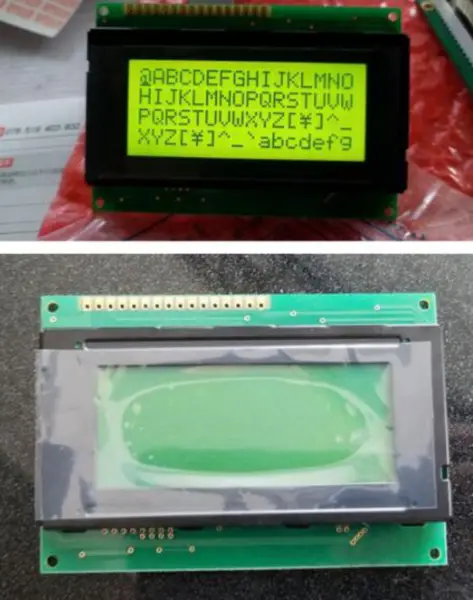 @ABCDEFGHIJKLMNO
HIJKLMNOPQRSTUVW
PQRSTUVWXYZ[¥]^_
XYZ[¥]^_`abcdefg